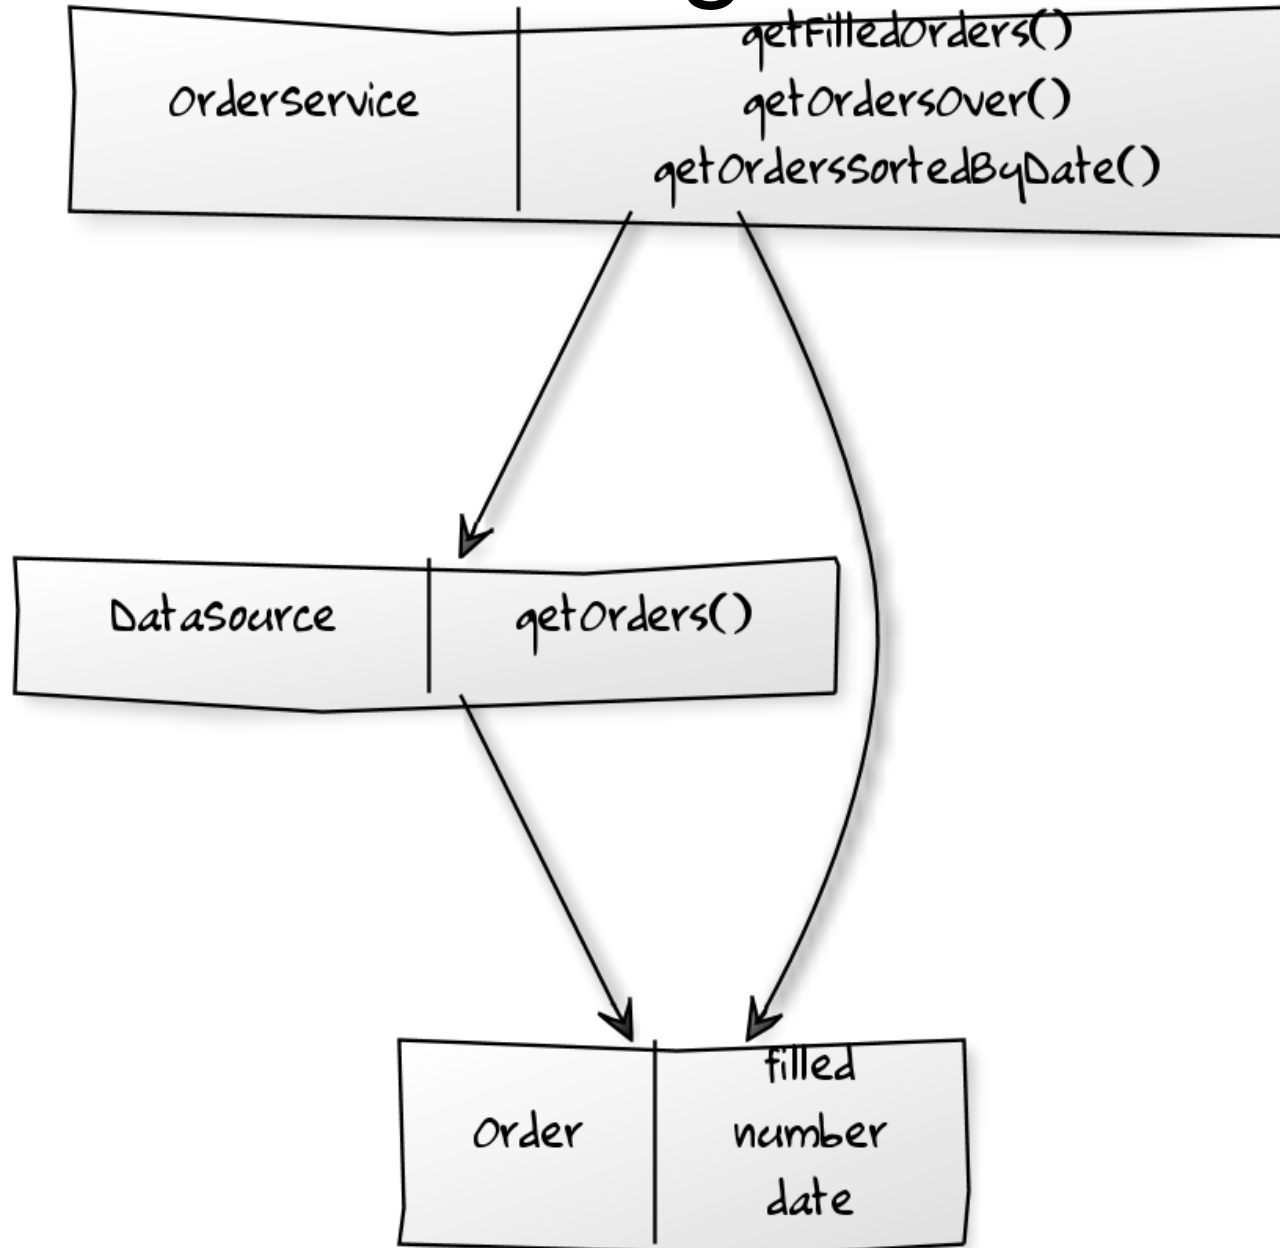 OrderService
getFilledOrders()
getOrdersOver()
getOrdersSortedByDate()
DataSource
getOrders()
Order
filled
number
date